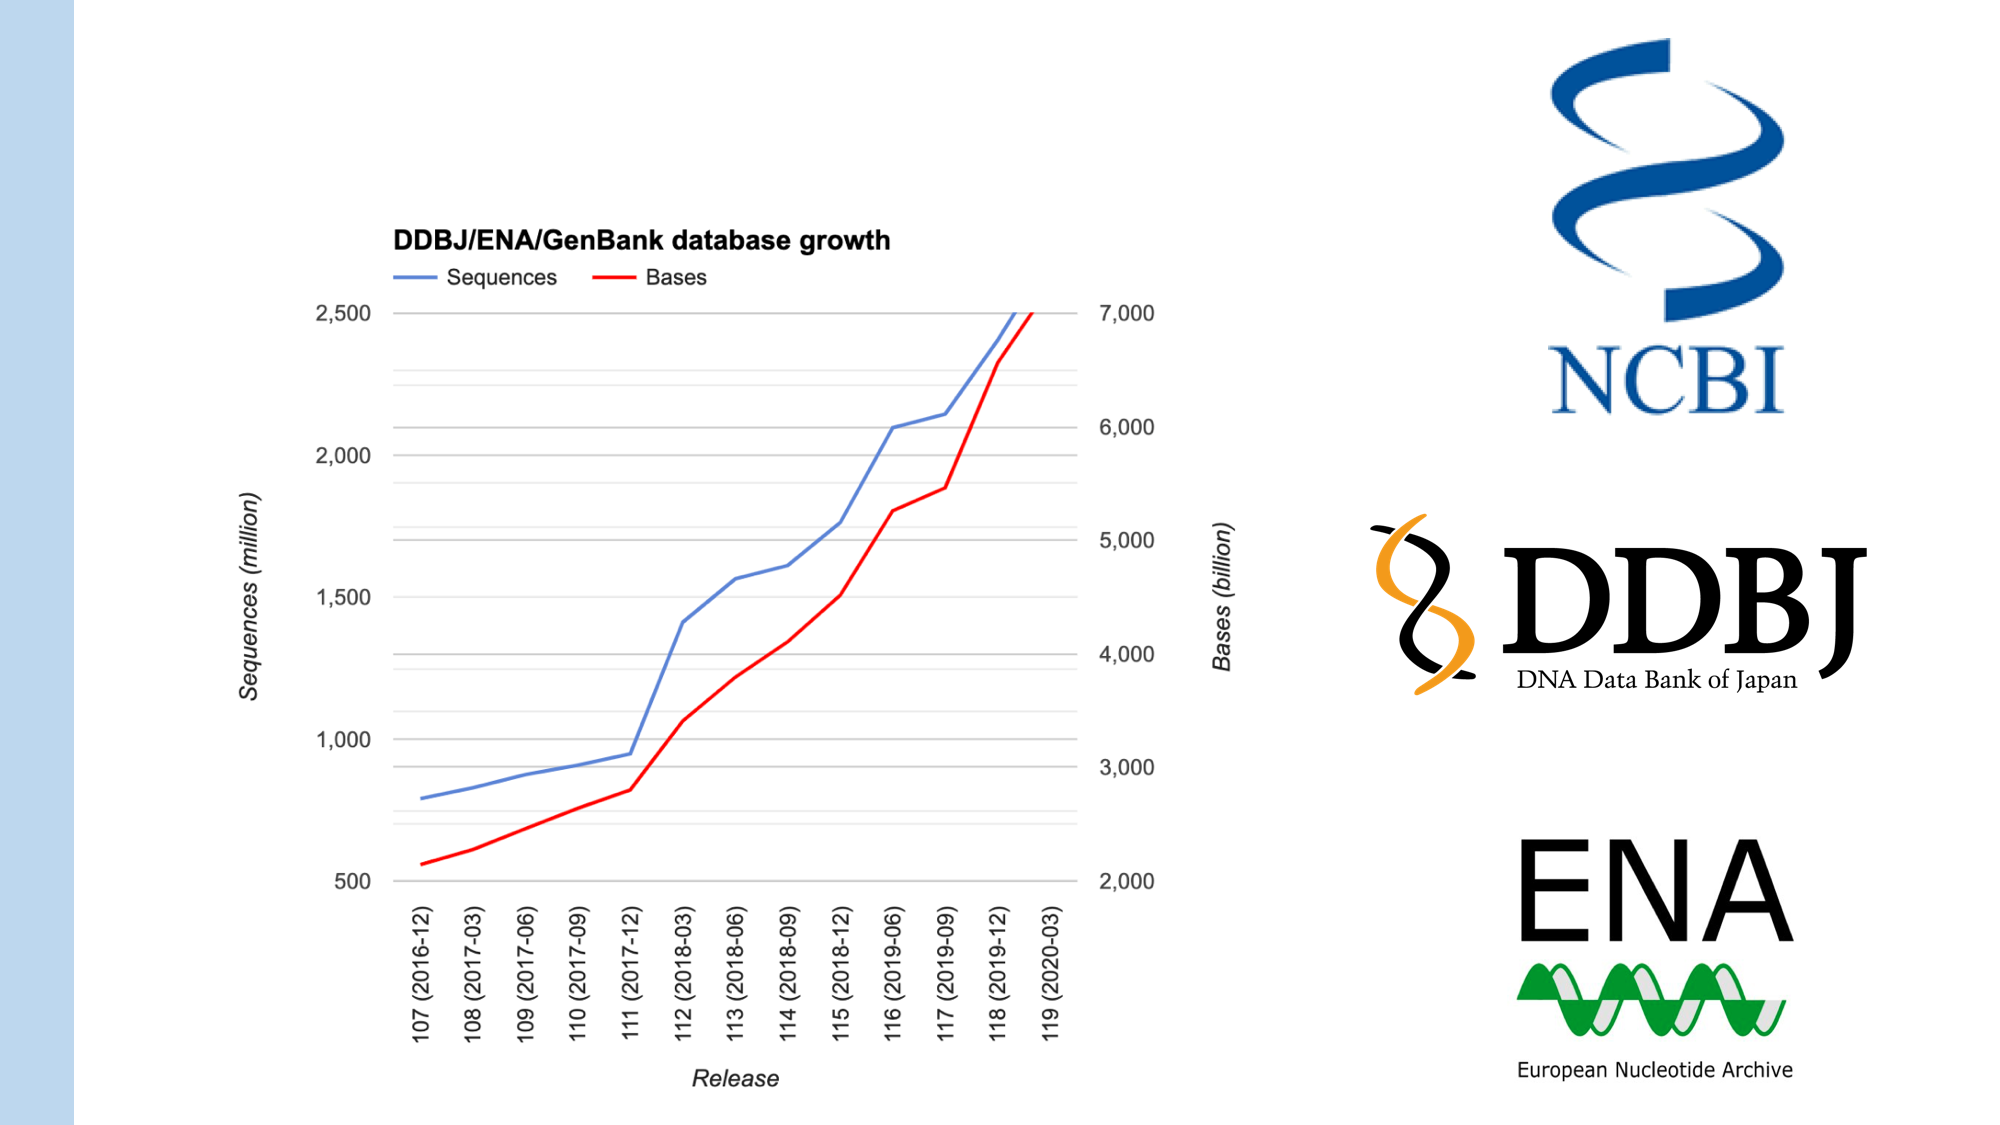 DDBJ/ENA/GenBank database growth
Sequences Bases
2,500
2,000
1,500
1,000
500
Sequences (million)
7,000
6,000
5,000
4,000
3,000
2,000
Bases (billion)
107 (2016-12)
108 (2017-03)
109 (2017-06)
110 (2017-09)
111 (2017-12)
112 (2018-03)
113 (2018-06)
114 (2018-09)
115 (2018-12)
116 (2019-06)
117 (2019-09)
118 (2019-12)
119 (2020-03)
Release
NCBI
DDBJ
DNA Data Bank of Japan
ENA
European Nucleotide Archive